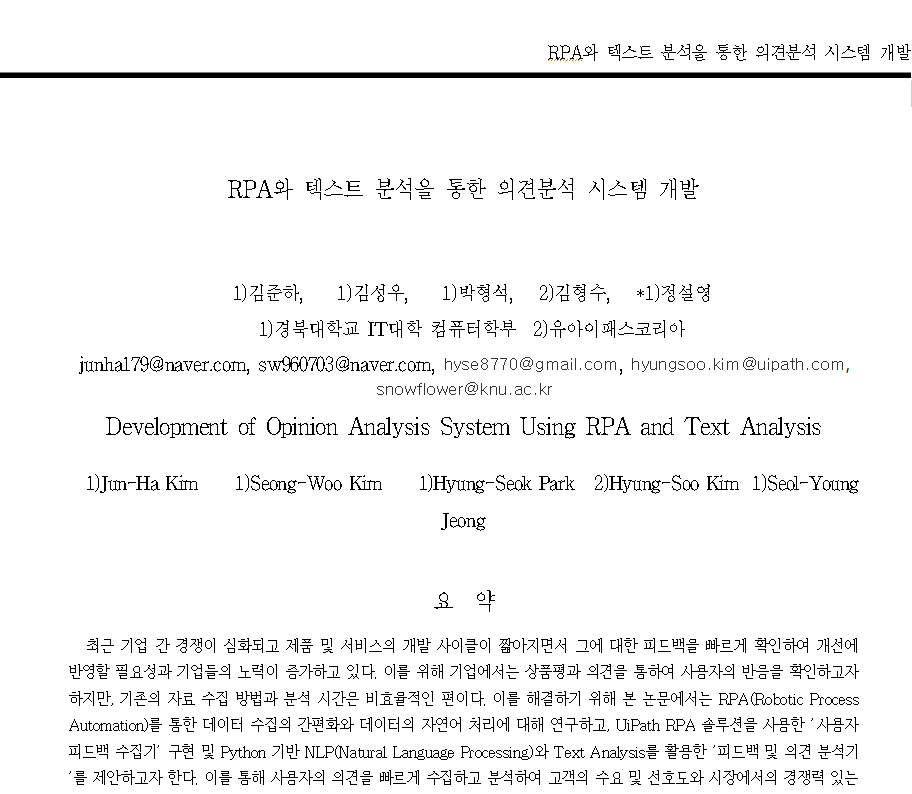 RPA와 텍스트 분석을 통한 의견분석 시스템 개발
RPA와 텍스트 분석을 통한 의견분석 시스템 개발
1)김준하, 1)김성우, 1)박형석, 2)김형수, *1)정설영
1)경북대학교 IT대학 컴퓨터학부 2)유아이패스코리아
junha179@naver.com, sw960703@naver.com, hyse8770@gmail.com, hyungsoo.kim@uipath.com,
snowflower@knu.ac.kr
Development of Opinion Analysis System Using RPA and Text Analysis
1)Jun-Ha Kim 1)Seong-Woo Kim 1)Hyung-Seok Park 2)Hyung-Soo Kim 1)Seol-Young
Jeong
요 약
최근 기업 간 경쟁이 심화되고 제품 및 서비스의 개발 사이클이 짧아지면서 그에 대한 피드백을 빠르게 확인하여 개선에
반영할 필요성과 기업들의 노력이 증가하고 있다. 이를 위해 기업에서는 상품평과 의견을 통하여 사용자의 반응을 확인하고자
하지만, 기존의 자료 수집 방법과 분석 시간은 비효율적인 편이다. 이를 해결하기 위해 본 논문에서는 RPA(Robotic Process
Automation)를 통한 데이터 수집의 간편화와 데이터의 자연어 처리에 대해 연구하고, UiPath RPA 솔루션을 사용한 '사용자
피드백 수집기' 구현 및 Python 기반 NLP(Natural Language Processing)와 Text Analysis를 활용한 '피드백 및 의견 분석기
'를 제안하고자 한다. 이를 통해 사용자의 의견을 빠르게 수집하고 분석하여 고객의 수요 및 선호도와 시장에서의 경쟁력 있는